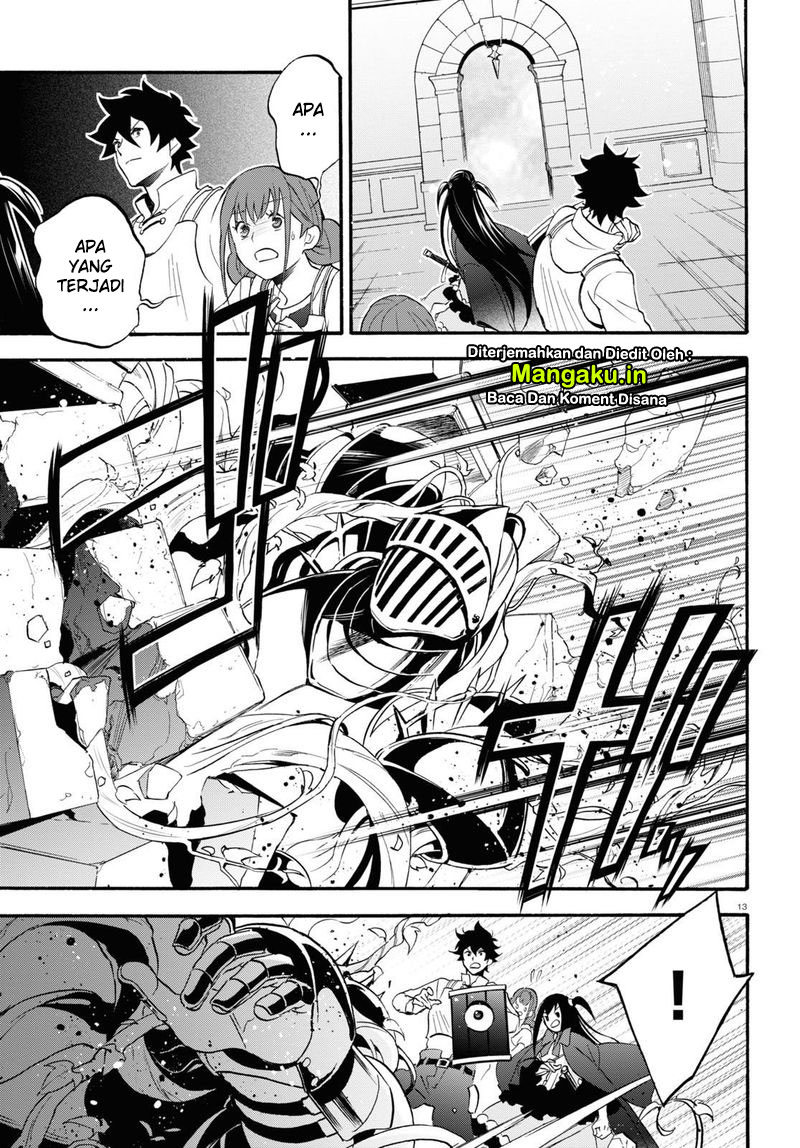 APA
...
APA
YANG
TERJADI
...
Diterjemahkan dan Diedit Oleh :
Mangaku.in
Baca Dan Koment Disana
13
!